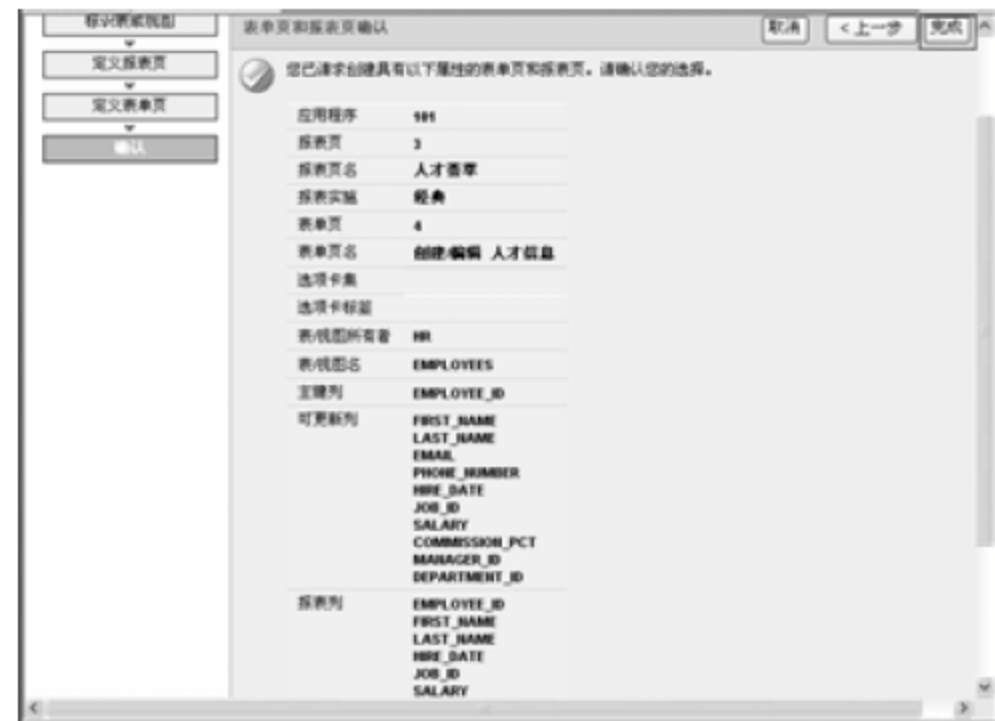 标识表或视图
定义报表页
定义表单页
确认
表单页和报表页确认
取消
< 上一步
完成
您已请求创建具有以下属性的表单页和报表页。请确认您的选择。
应用程序 101
报表页 3
报表页名 人才荟萃
报表实施 经典
表单页 4
表单页名 创建/编辑 人才信息
选项卡集
选项卡标签
表/视图所有者 HR
表/视图名 EMPLOYEES
主键列 EMPLOYEE_ID
可更新列 FIRST_NAME
LAST_NAME
EMAIL
PHONE_NUMBER
HIRE_DATE
JOB_ID
SALARY
COMMISSION_PCT
MANAGER_ID
DEPARTMENT_ID
报表列 EMPLOYEE_ID
FIRST_NAME
LAST_NAME
HIRE_DATE
JOB_ID
SALARY